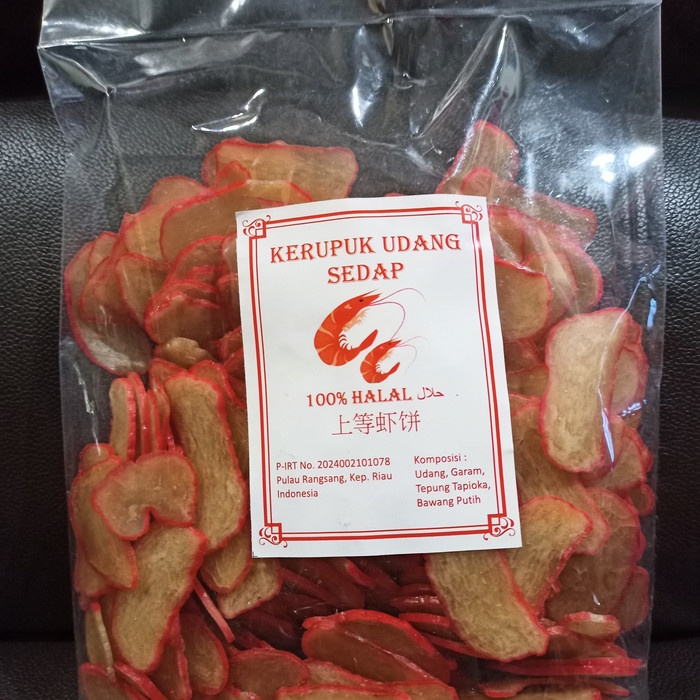 KERUPUK UDANG
SEDAP
100% HALAL حلال
上等虾饼
P-IRT No. 2024002101078
Pulau Rangsang, Kep. Riau
Indonesia
Komposisi :
Udang, Garam,
Tepung Tapioka,
Bawang Putih